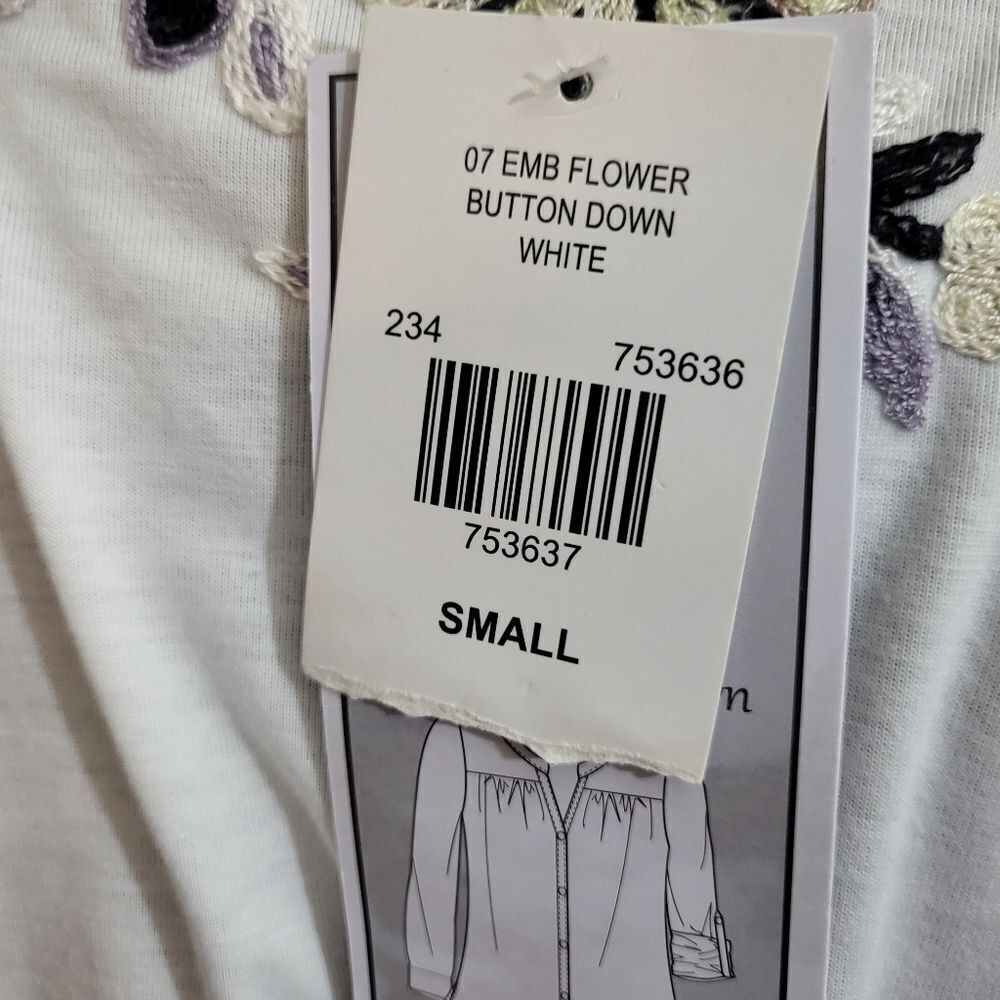 07 EMB FLOWER
BUTTON DOWN
WHITE
234
753636
753637
SMALL